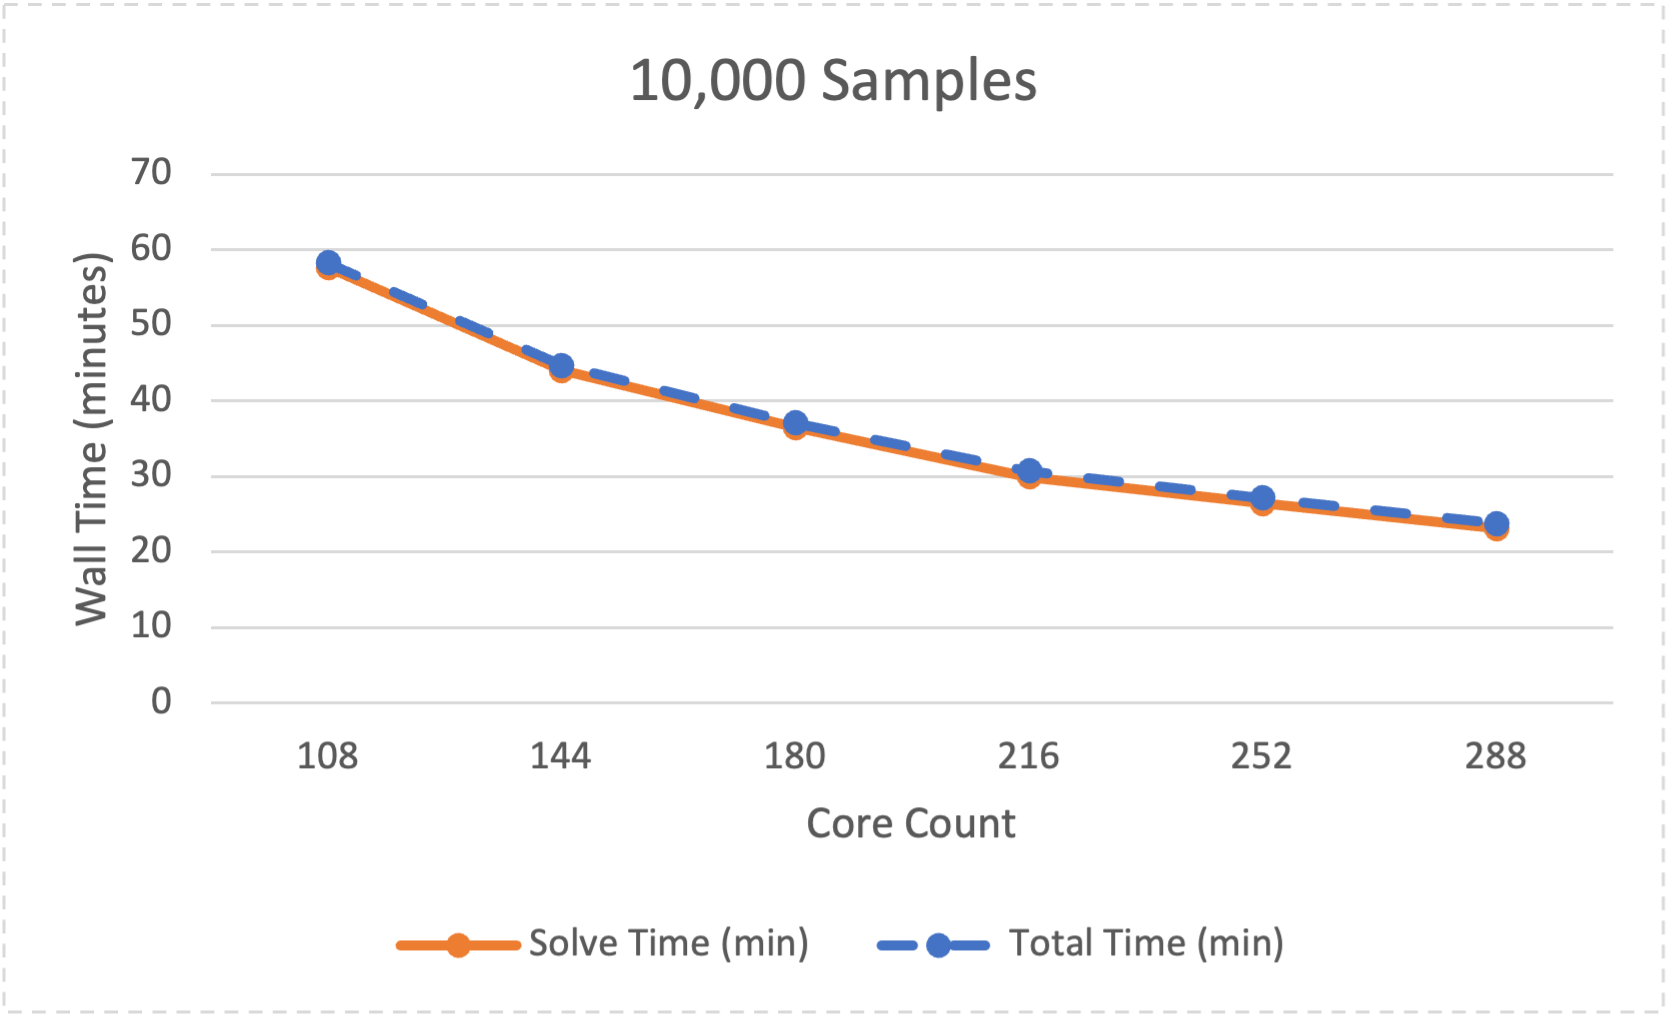 10,000 Samples
70
60
50
40
30
20
10
0
Wall Time (minutes)
108 144 180 216 252 288
Core Count
Solve Time (min) Total Time (min)